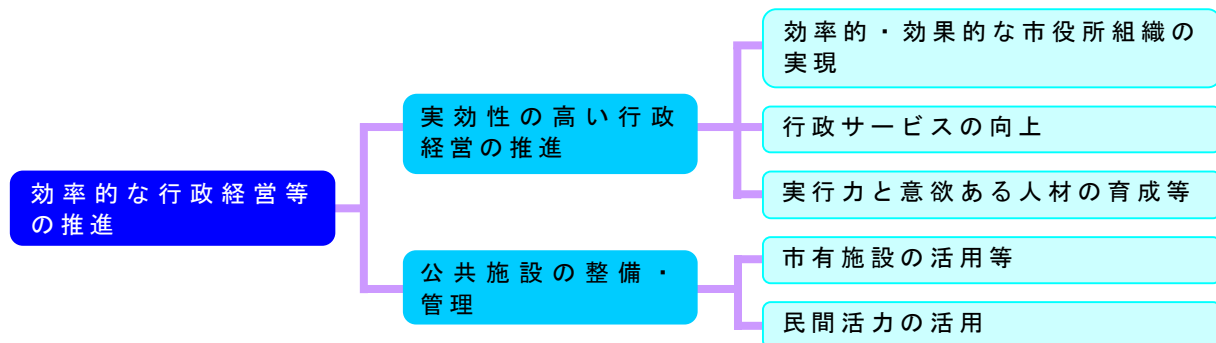 効率的な行政経営等
の推進
実効性の高い行政
経営の推進
効率的・効果的な市役所組織の
実現
行政サービスの向上
実行力と意欲ある人材の育成等
公共施設の整備・
管理
市有施設の活用等
民間活力の活用